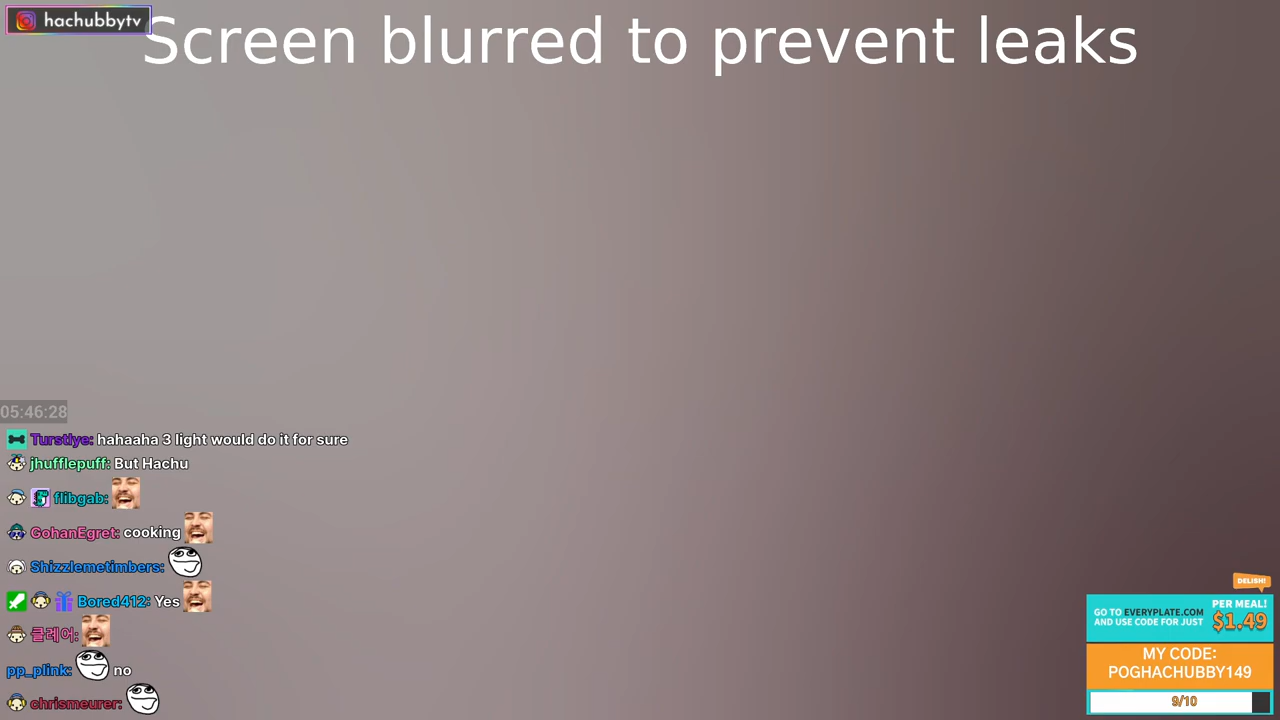 hachubbytv
Screen blurred to prevent leaks
05:46:28
Turstlye: hahaaha 3 light would do it for sure
jhufflepuff: But Hachu
flibgab:
GohanEgret: cooking
Shizzlemetimbers:
Bored412: Yes
클레어:
pp_plink: no
chrismeurer:
DELISH!
GO TO EVERYPLATE.COM
AND USE CODE FOR JUST
PER MEAL!
$1.49
MY CODE:
POGHACHUBBY149
9/10